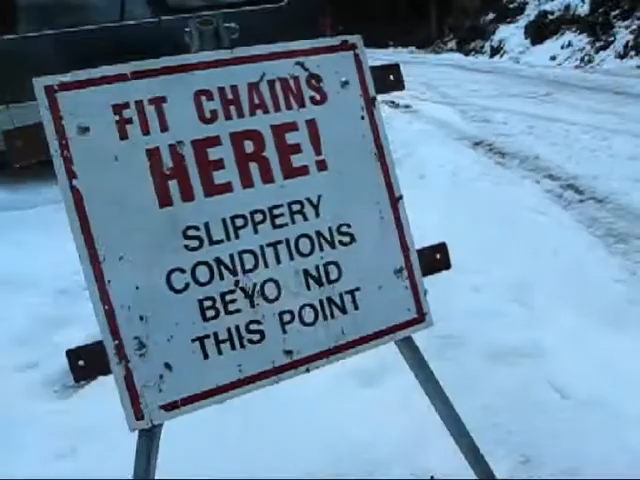 FIT CHAINS
HERE!
SLIPPERY
CONDITIONS
BEYO ND
THIS POINT